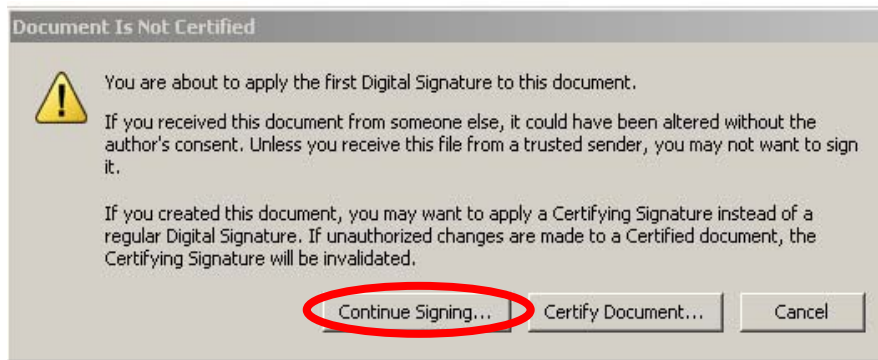 Document Is Not Certified
You are about to apply the first Digital Signature to this document.
If you received this document from someone else, it could have been altered without the
author's consent. Unless you receive this file from a trusted sender, you may not want to sign
it.
If you created this document, you may want to apply a Certifying Signature instead of a
regular Digital Signature. If unauthorized changes are made to a Certified document, the
Certifying Signature will be invalidated.
Continue Signing... Certify Document... Cancel